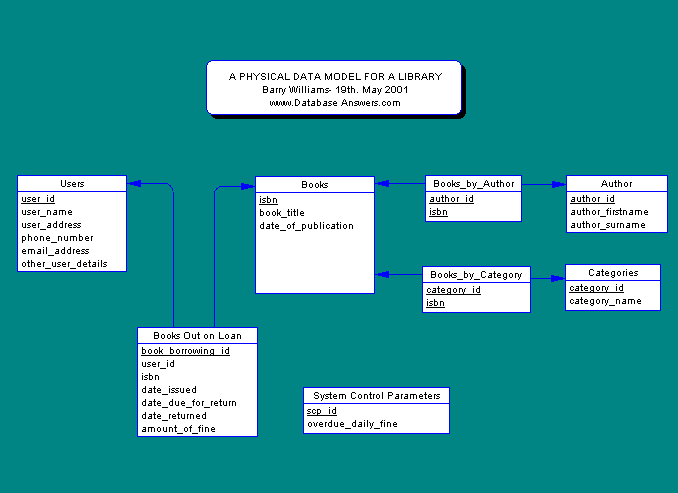 A PHYSICAL DATA MODEL FOR A LIBRARY
Barry Williams- 19th. May 2001
www.Database Answers.com
Users
user_id
user_name
user_address
phone_number
email_address
other_user_details
Books
isbn
book_title
date_of_publication
Books_by_Author
author_id
isbn
Author
author_id
author_firstname
author_surname
Books_by_Category
category_id
isbn
Categories
category_id
category_name
Books Out on Loan
book_borrowing_id
user_id
isbn
date_issued
date_due_for_return
date_returned
amount_of_fine
System Control Parameters
scp_id
overdue_daily_fine